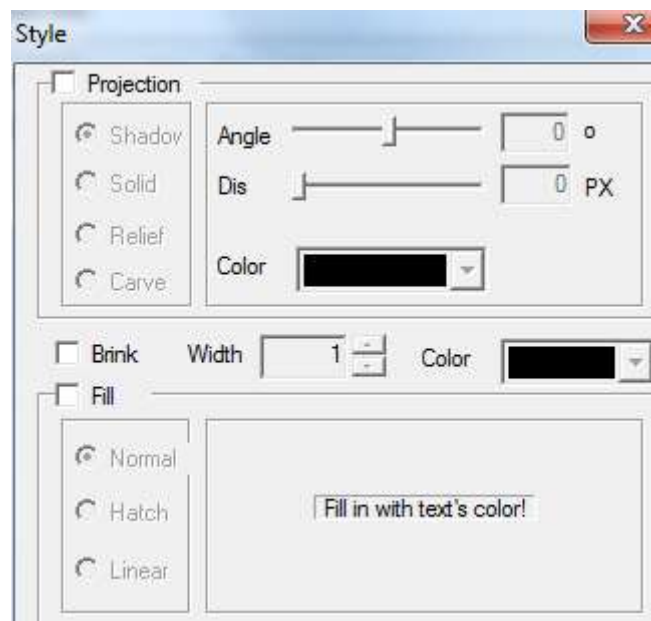 Style
Projection
Shadov
Angle 0 o
Solid
Dis 0 PX
Relief
Carve
Color
Brink Width 1 Color
Fill
Normal
Hatch
Fill in with text's color!
Linear